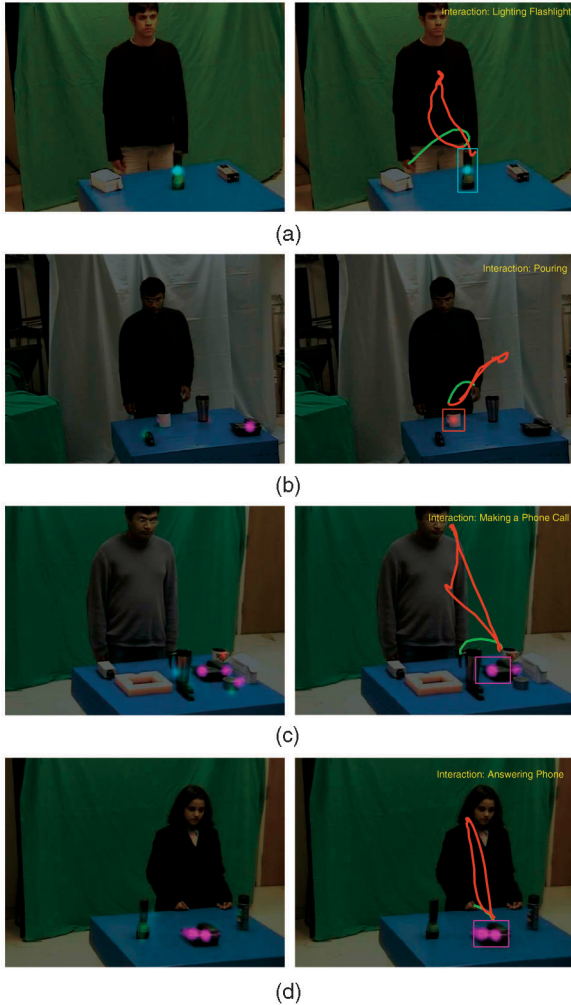 Interaction: Lighting Flashlight
(a)
Interaction: Pouring
(b)
Interaction: Making a Phone Call
(c)
Interaction: Answering Phone
(d)